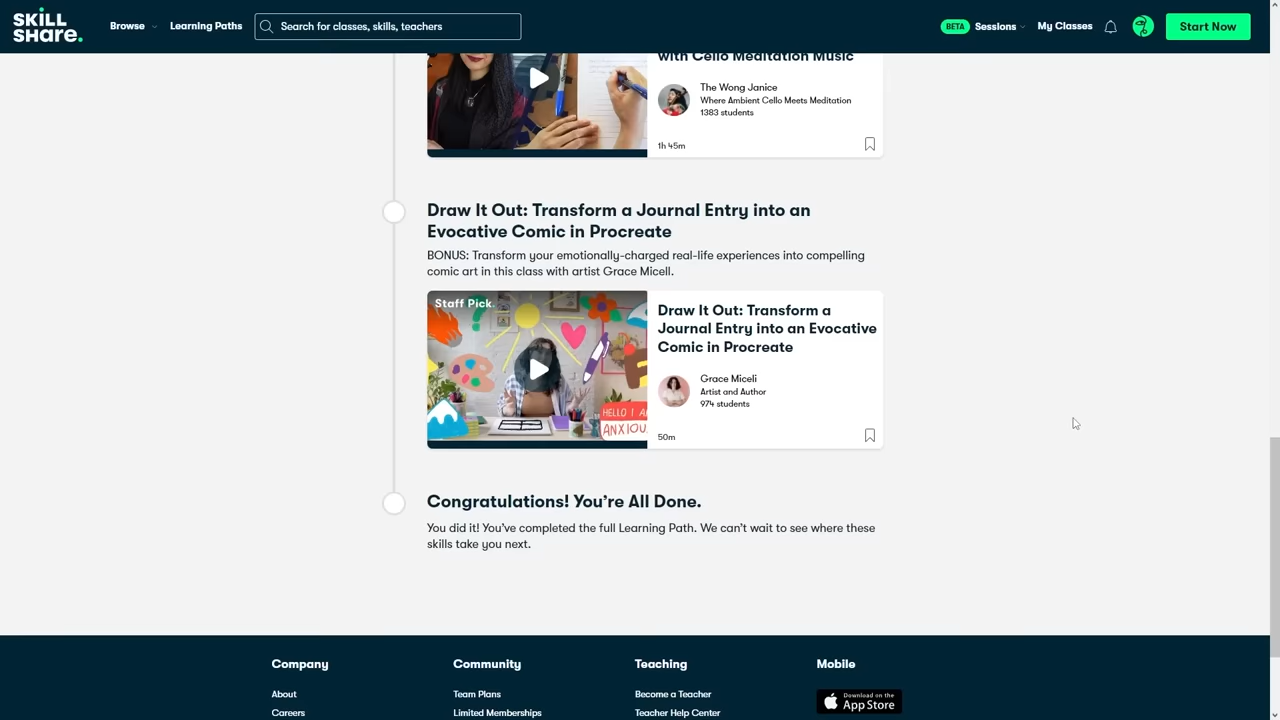 SKILL
SHARE.
Browse
Learning Paths
Search for classes, skills, teachers
BETA
Sessions
My Classes
Start Now
with Cello Meditation Music
The Wong Janice
Where Ambient Cello Meets Meditation
1383 students
1h 45m
Draw It Out: Transform a Journal Entry into an
Evocative Comic in Procreate
BONUS: Transform your emotionally-charged real-life experiences into compelling
comic art in this class with artist Grace Micell.
Staff Pick.
HELLO I A
ANXIOU
Draw It Out: Transform a
Journal Entry into an Evocative
Comic in Procreate
Grace Miceli
Artist and Author
974 students
50m
Congratulations! You’re All Done.
You did it! You’ve completed the full Learning Path. We can’t wait to see where these
skills take you next.
Company
Community
Teaching
Mobile
About
Team Plans
Become a Teacher
Download on the
App Store
Careers
Limited Memberships
Teacher Help Center